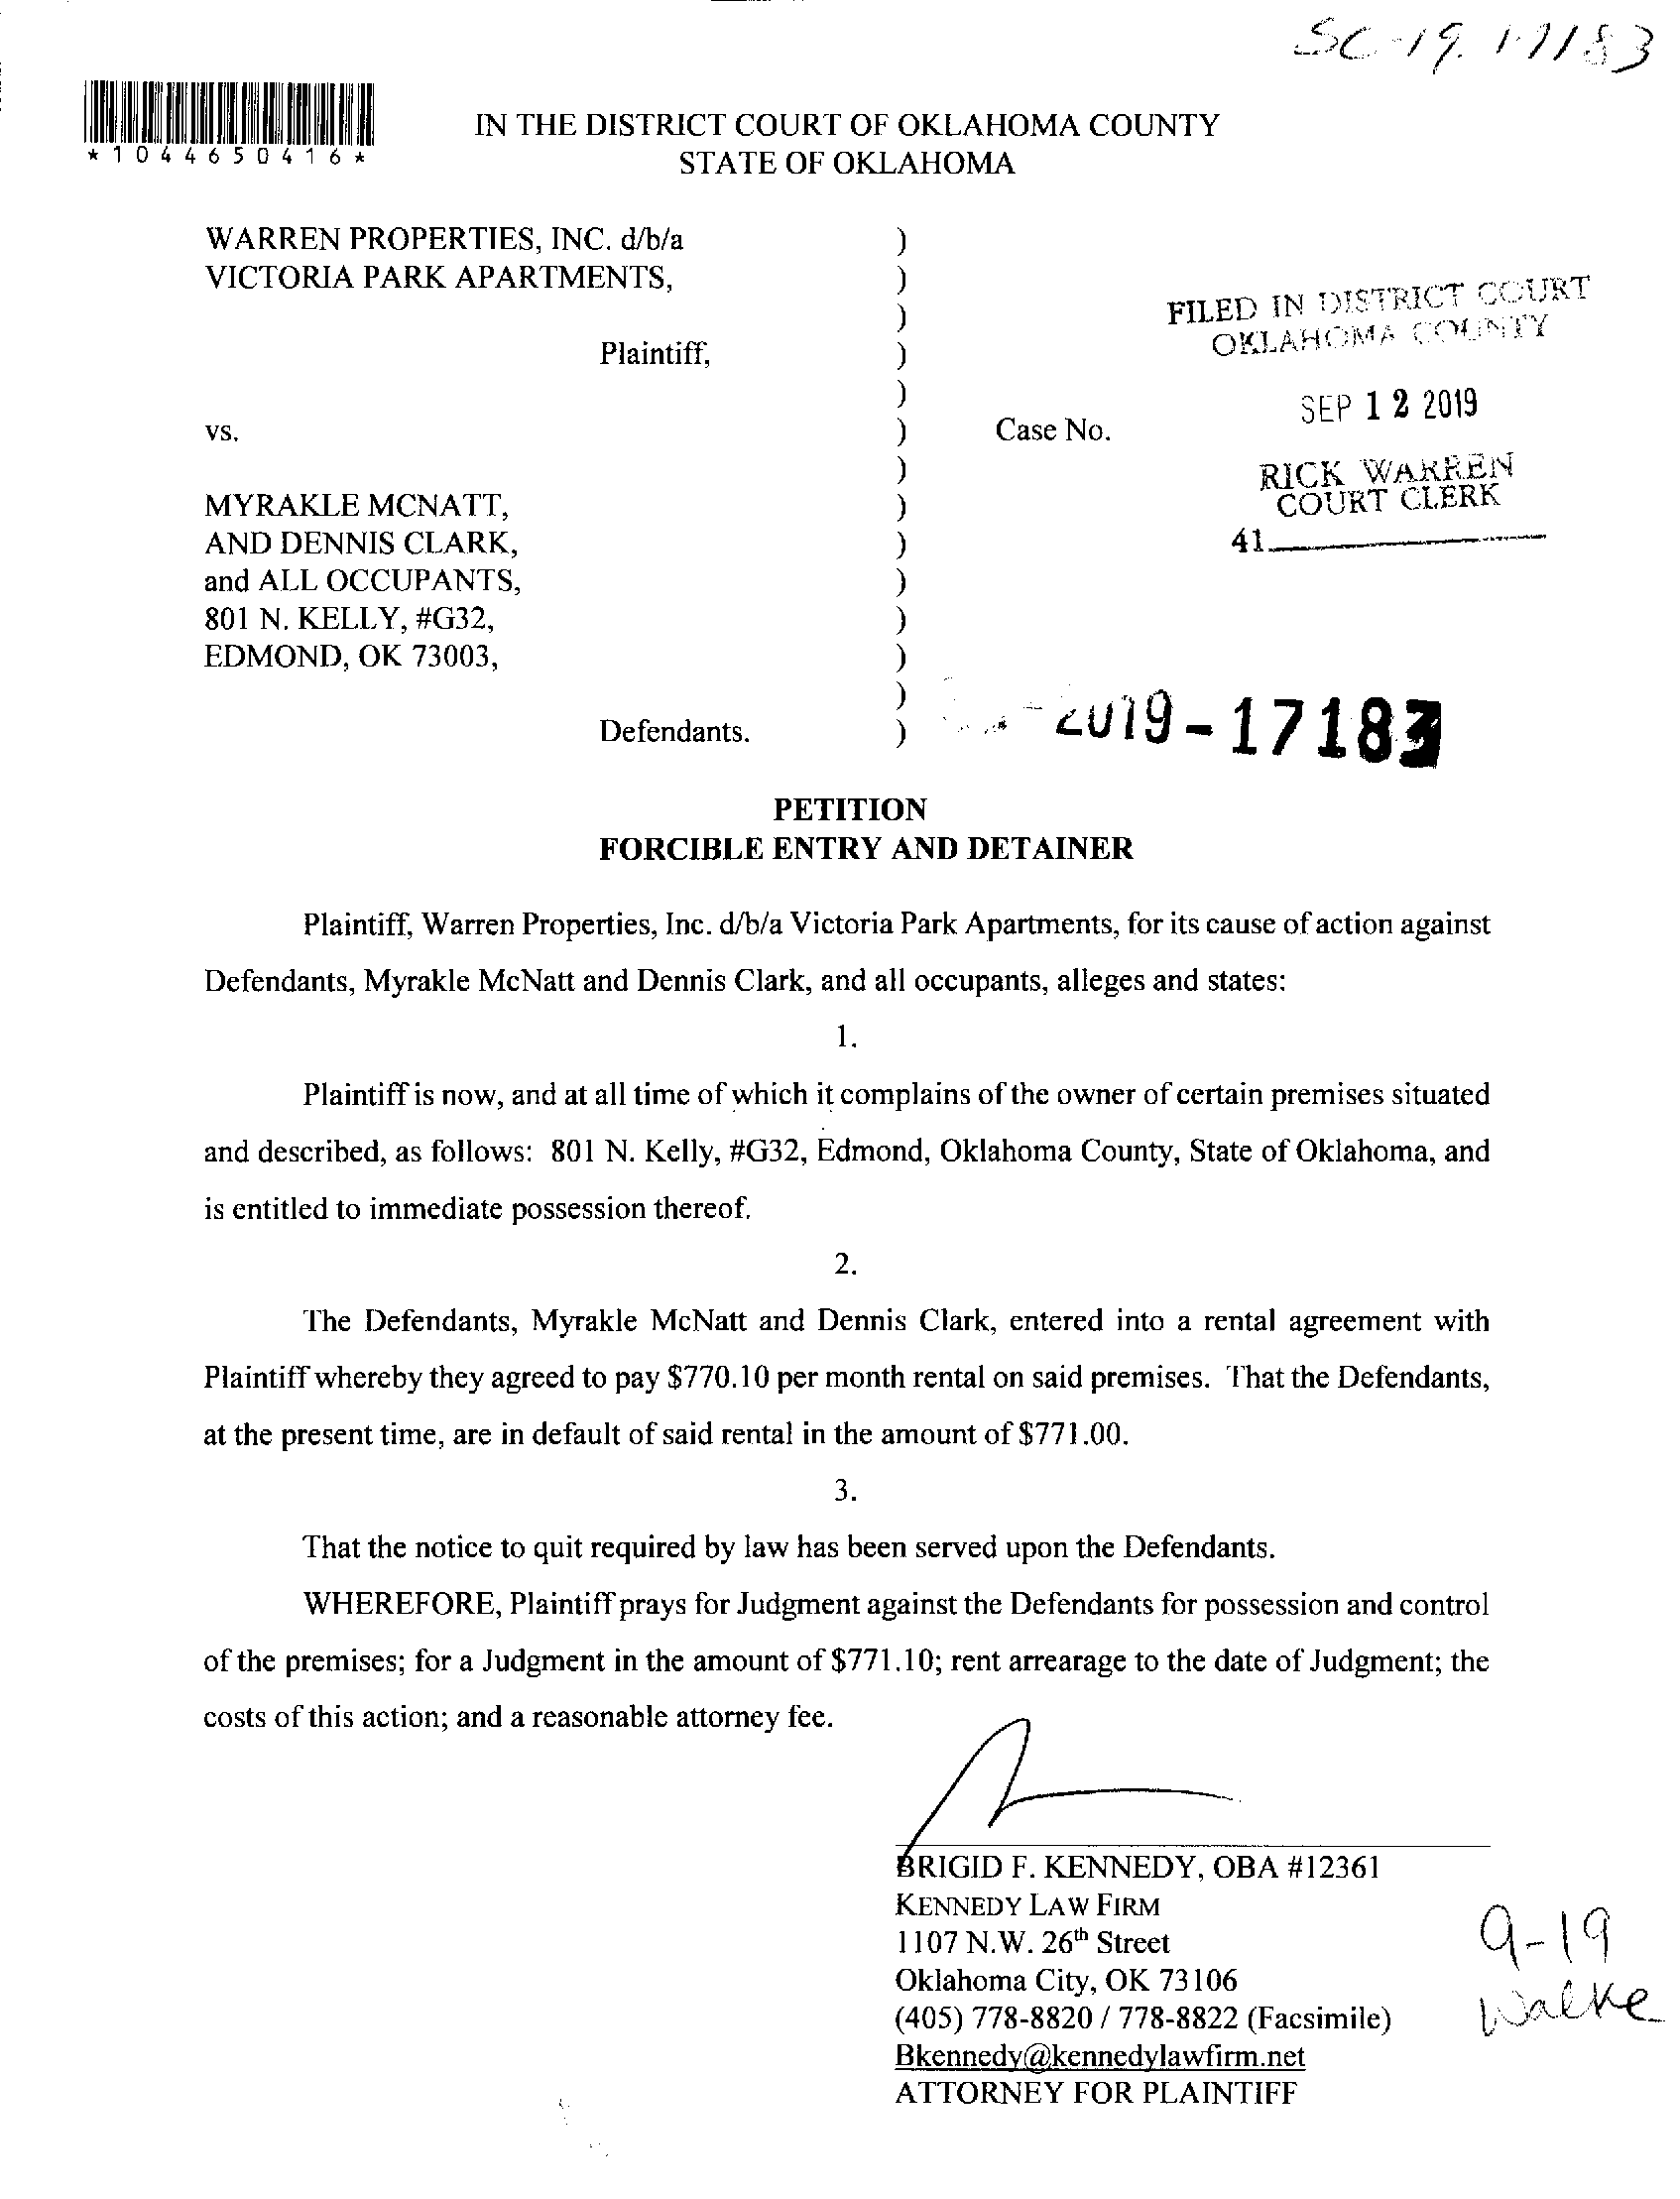 SC-19-17183
*1044650416*
IN THE DISTRICT COURT OF OKLAHOMA COUNTY
STATE OF OKLAHOMA
WARREN PROPERTIES, INC. d/b/a )
VICTORIA PARK APARTMENTS, )
)
Plaintiff, )
)
vs. ) Case No.
)
MYRAKLE MCNATT, )
AND DENNIS CLARK, )
and ALL OCCUPANTS, )
801 N. KELLY, #G32, )
EDMOND, OK 73003, )
)
Defendants. )
FILED IN DISTRICT COURT
OKLAHOMA COUNTY
SEP 12 2019
RICK WARREN
COURT CLERK
41
-2019-17183
PETITION
FORCIBLE ENTRY AND DETAINER
Plaintiff, Warren Properties, Inc. d/b/a Victoria Park Apartments, for its cause of action against
Defendants, Myrakle McNatt and Dennis Clark, and all occupants, alleges and states:
1.
Plaintiff is now, and at all time of which it complains of the owner of certain premises situated
and described, as follows: 801 N. Kelly, #G32, Edmond, Oklahoma County, State of Oklahoma, and
is entitled to immediate possession thereof.
2.
The Defendants, Myrakle McNatt and Dennis Clark, entered into a rental agreement with
Plaintiff whereby they agreed to pay $770.10 per month rental on said premises. That the Defendants,
at the present time, are in default of said rental in the amount of $771.00.
3.
That the notice to quit required by law has been served upon the Defendants.
WHEREFORE, Plaintiff prays for Judgment against the Defendants for possession and control
of the premises; for a Judgment in the amount of $771.10; rent arrearage to the date of Judgment; the
costs of this action; and a reasonable attorney fee.
BRIGID F. KENNEDY, OBA #12361
KENNEDY LAW FIRM
1107 N.W. 26th Street
Oklahoma City, OK 73106
(405) 778-8820 / 778-8822 (Facsimile)
Bkennedy@kennedylawfirm.net
ATTORNEY FOR PLAINTIFF
9-19
Walke